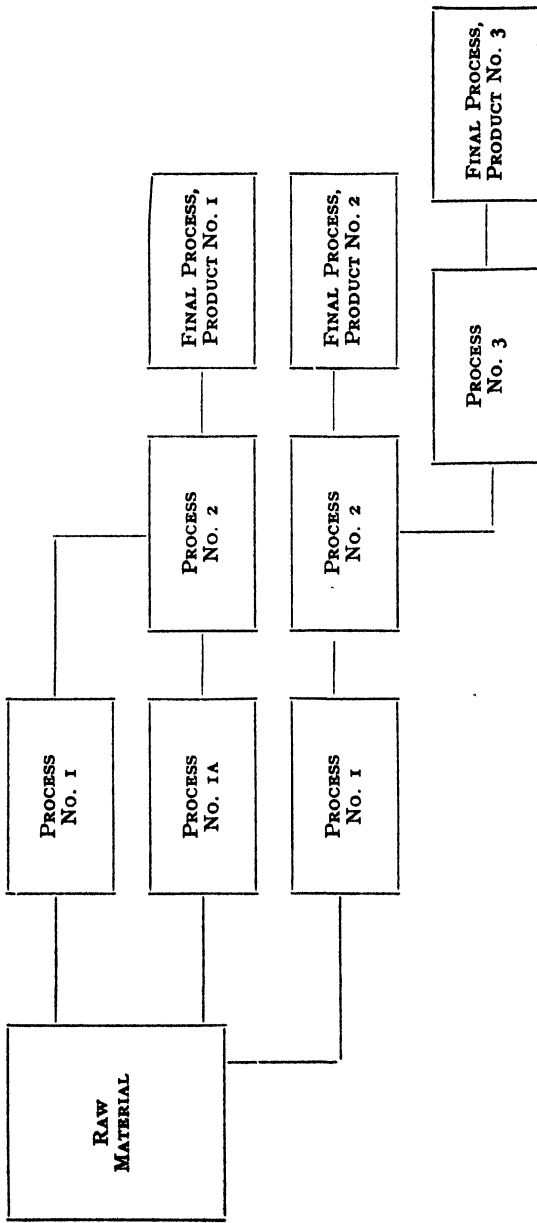 RAW
MATERIAL
PROCESS
No. 1
PROCESS
No. 1A
PROCESS
No. 1
PROCESS
No. 2
PROCESS
No. 2
PROCESS
No. 3
FINAL PROCESS,
PRODUCT No. 1
FINAL PROCESS,
PRODUCT No. 2
FINAL PROCESS,
PRODUCT No. 3